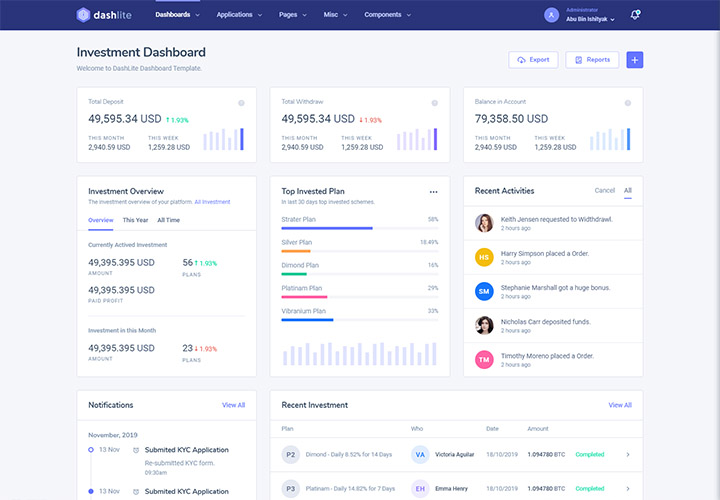 dashlite Dashboards Applications Pages Misc Components A Administrator
Abu Bin Ishityak
Investment Dashboard
Welcome to DashLite Dashboard Template.
Export Reports +
Total Deposit
49,595.34 USD ↑ 1.93%
THIS MONTH THIS WEEK
2,940.59 USD 1,259.28 USD
Total Withdraw
49,595.34 USD ↓ 1.93%
THIS MONTH THIS WEEK
2,940.59 USD 1,259.28 USD
Balance in Account
79,358.50 USD
THIS MONTH THIS WEEK
2,940.59 USD 1,259.28 USD
Investment Overview
The investment overview of your platform. All Investment
Overview This Year All Time
Currently Actived Investment
49,395.395 USD 56 ↑ 1.93%
AMOUNT PLANS
49,395.395 USD
PAID PROFIT
Investment in this Month
49,395.395 USD 23 ↓ 1.93%
AMOUNT PLANS
Top Invested Plan
In last 30 days top invested schemes.
Strater Plan 58%
Silver Plan 18.49%
Dimond Plan 16%
Platinam Plan 29%
Vibranium Plan 33%
Recent Activities Cancel All
Keith Jensen requested to Widthdrawl.
2 hours ago
HS Harry Simpson placed a Order.
2 hours ago
SM Stephanie Marshall got a huge bonus.
2 hours ago
Nicholas Carr deposited funds.
2 hours ago
TM Timothy Moreno placed a Order.
2 hours ago
Notifications View All
November, 2019
13 Nov Submited KYC Application
Re-submitted KYC form.
09:30am
13 Nov Submited KYC Application
Recent Investment View All
Plan Who Date Amount
P2 Dimond - Daily 8.52% for 14 Days VA Victoria Aguilar 18/10/2019 1.094780 BTC Completed
P3 Platinam - Daily 14.82% for 7 Days EH Emma Henry 18/10/2019 1.094780 BTC Completed